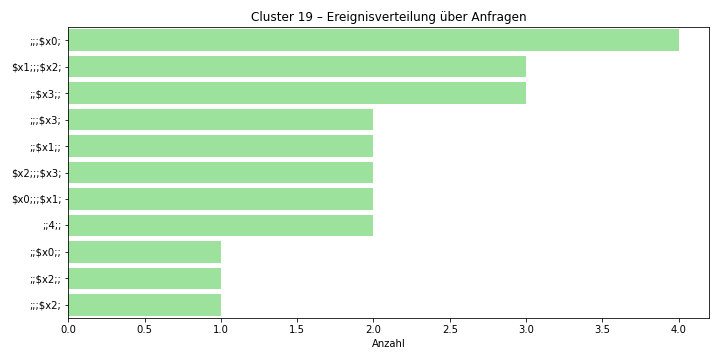 Cluster 19 – Ereignisverteilung über Anfragen
;;;$x0;
$x1;;;$x2;
;;$x3;;
;;;$x3;
;;$x1;;
$x2;;;$x3;
$x0;;;$x1;
;;4;;
;;$x0;;
;;$x2;;
;;;$x2;
0.0 0.5 1.0 1.5 2.0 2.5 3.0 3.5 4.0
Anzahl